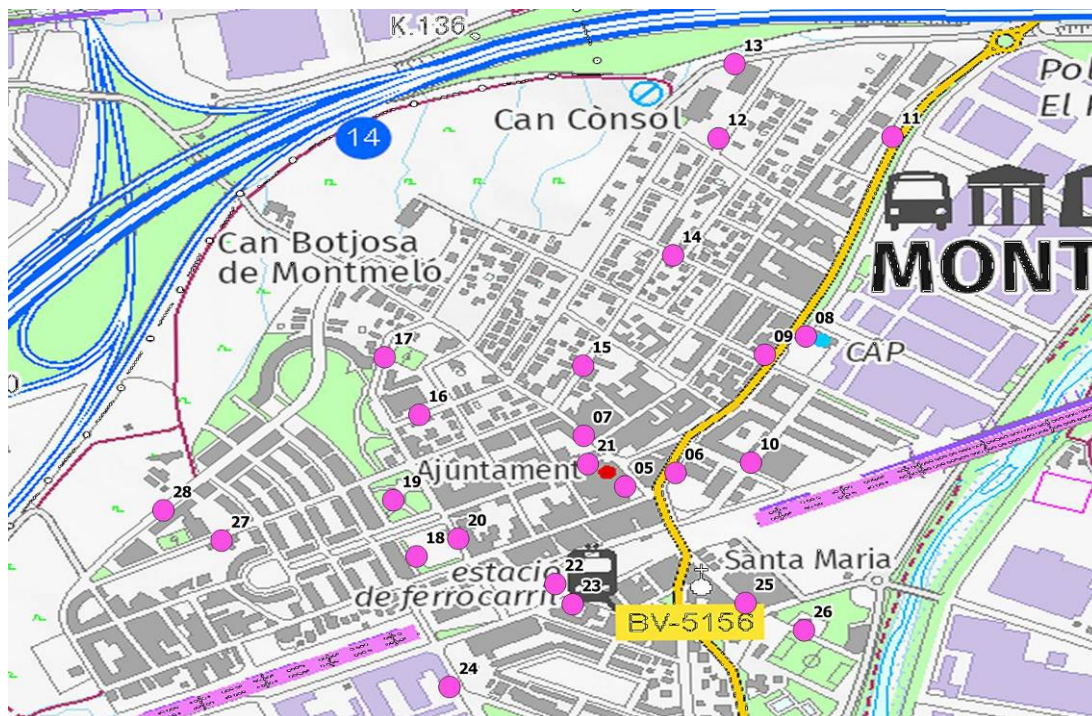 K.136
13
Pol
El
Can Cònsol
14
12
11
Can Botjosa
de Montmeló
14
MONT
08
17
09
CAP
15
16
07
21
Ajuntament
05
06
10
19
28
27
20
18
estació
de ferrocarril
22
23
Santa Maria
25
BV-5156
26
24